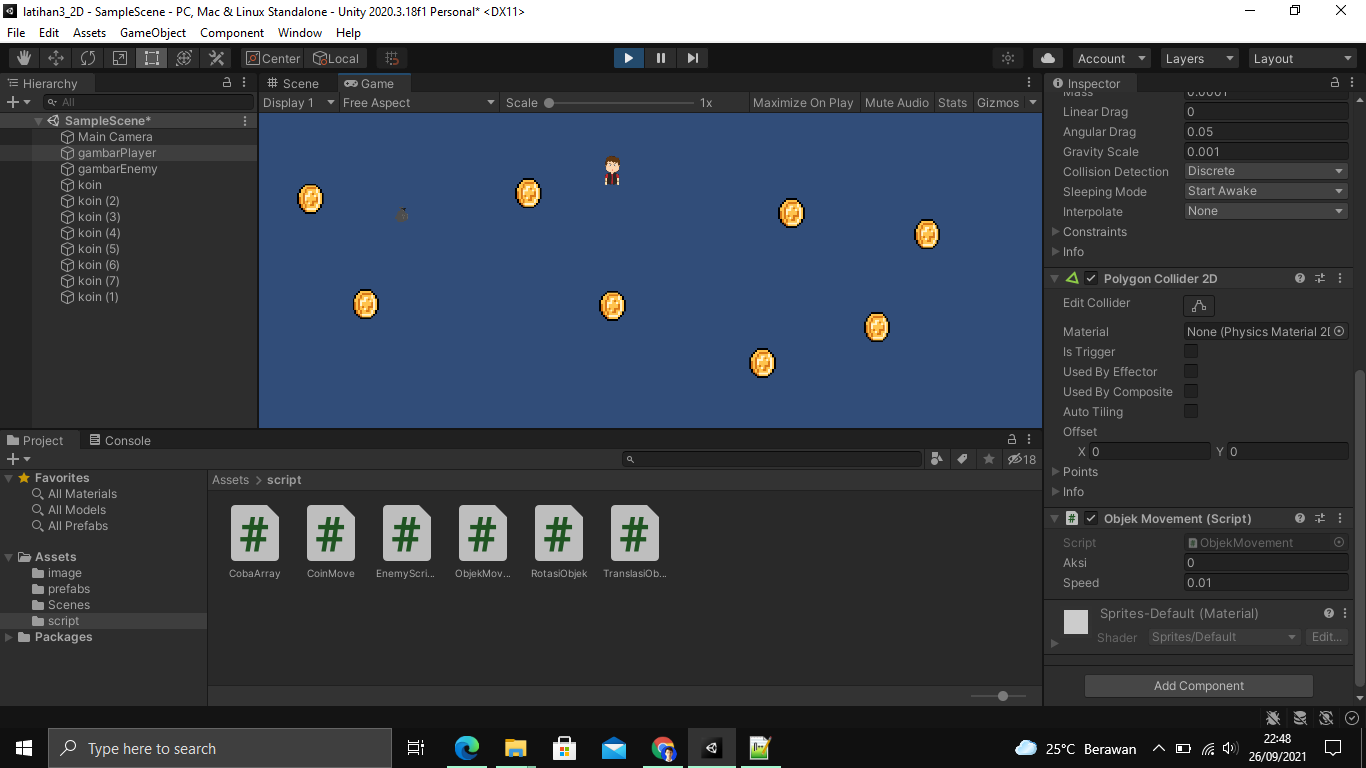 latihan3_2D - SampleScene - PC, Mac & Linux Standalone - Unity 2020.3.18f1 Personal* <DX11>
File Edit Assets GameObject Component Window Help
Center Local Account Layers Layout
Hierarchy
All
SampleScene*
Main Camera
gambarPlayer
gambarEnemy
koin
koin (2)
koin (3)
koin (4)
koin (5)
koin (6)
koin (7)
koin (1)
Scene Game
Display 1 Free Aspect Scale 1x Maximize On Play Mute Audio Stats Gizmos
Inspector
Mass 0.0001
Linear Drag 0
Angular Drag 0.05
Gravity Scale 0.001
Collision Detection Discrete
Sleeping Mode Start Awake
Interpolate None
Constraints
Info
Polygon Collider 2D
Edit Collider
Material None (Physics Material 2D
Is Trigger
Used By Effector
Used By Composite
Auto Tiling
Offset
X 0 Y 0
Points
Info
Objek Movement (Script)
Script ObjekMovement
Aksi 0
Speed 0.01
Sprites-Default (Material)
Shader Sprites/Default Edit...
Add Component
Project Console
18
Favorites
All Materials
All Models
All Prefabs
Assets
image
prefabs
Scenes
script
Packages
Assets > script
CobaArray CoinMove EnemyScri... ObjekMov... RotasiObjek TranslasiOb...
Type here to search
25°C Berawan
22:48
26/09/2021